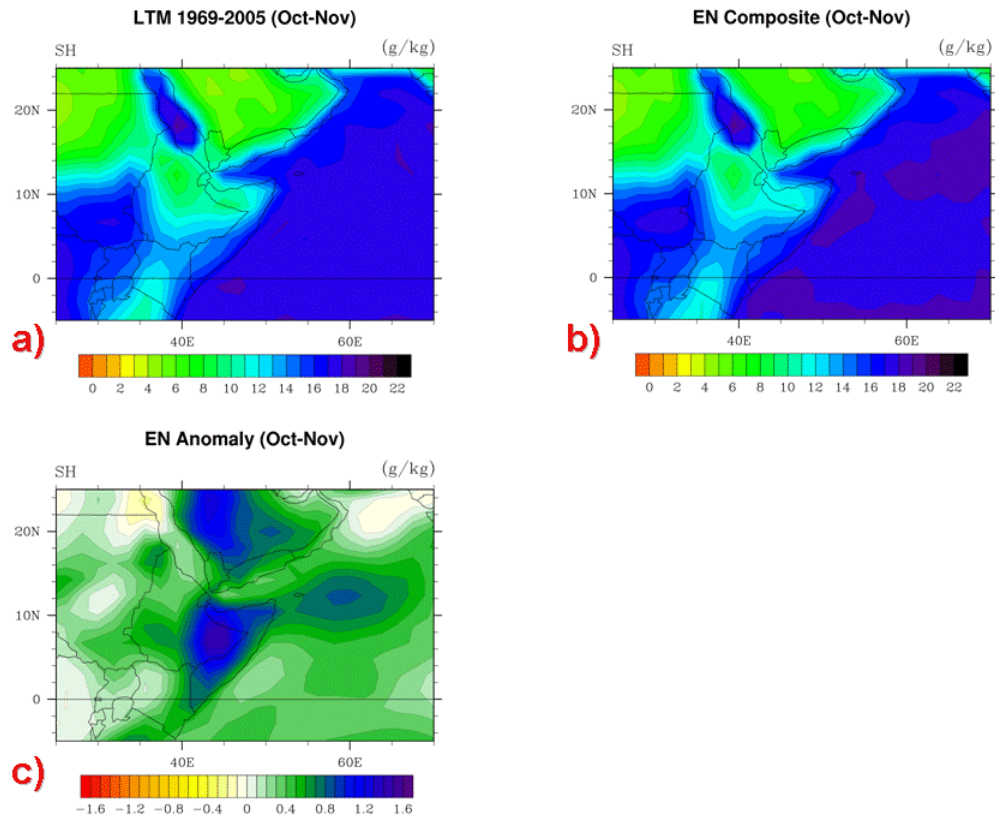 LTM 1969-2005 (Oct-Nov)
SH (g/kg)
20N
10N
0
40E 60E
a)
0 2 4 6 8 10 12 14 16 18 20 22
EN Composite (Oct-Nov)
SH (g/kg)
20N
10N
0
40E 60E
b)
0 2 4 6 8 10 12 14 16 18 20 22
EN Anomaly (Oct-Nov)
SH (g/kg)
20N
10N
0
40E 60E
c)
−1.6 −1.2 −0.8 −0.4 0 0.4 0.8 1.2 1.6